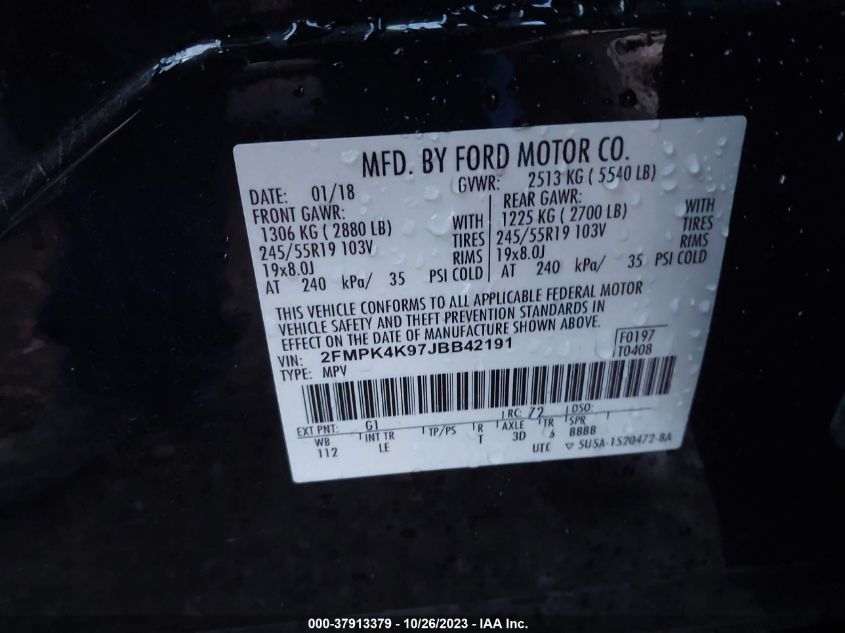 MFD. BY FORD MOTOR CO.
DATE: 01/18 GVWR: 2513 KG ( 5540 LB)
FRONT GAWR: REAR GAWR:
1306 KG ( 2880 LB) WITH 1225 KG ( 2700 LB) WITH
245/55R19 103V TIRES 245/55R19 103V TIRES
19x8.0J RIMS 19x8.0J RIMS
AT 240 kPa/ 35 PSI COLD AT 240 kPa/ 35 PSI COLD
THIS VEHICLE CONFORMS TO ALL APPLICABLE FEDERAL MOTOR
VEHICLE SAFETY AND THEFT PREVENTION STANDARDS IN
EFFECT ON THE DATE OF MANUFACTURE SHOWN ABOVE.
VIN: 2FMPK4K97JBB42191 F0197
TYPE: MPV T0408
RC: 72 DSO:
EXT PNT: G1 R AXLE TR SPR
WB INT TR TP/PS T 3D 6 BBBB
112 LE UTC ▽ 5U5A-1520472-BA
000-37913379 - 10/26/2023 - IAA Inc.